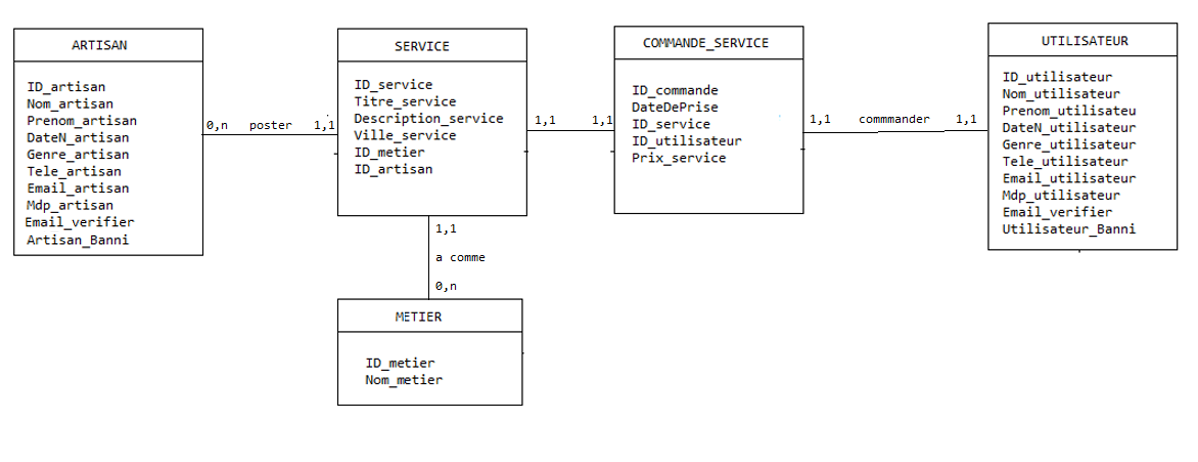 ARTISAN
ID_artisan
Nom_artisan
Prenom_artisan
DateN_artisan
Genre_artisan
Tele_artisan
Email_artisan
Mdp_artisan
Email_verifier
Artisan_Banni
0,n poster 1,1
SERVICE
ID_service
Titre_service
Description_service
Ville_service
ID_metier
ID_artisan
1,1 1,1
COMMANDE_SERVICE
ID_commande
DateDePrise
ID_service
ID_utilisateur
Prix_service
1,1 commmander 1,1
UTILISATEUR
ID_utilisateur
Nom_utilisateur
Prenom_utilisateu
DateN_utilisateur
Genre_utilisateur
Tele_utilisateur
Email_utilisateur
Mdp_utilisateur
Email_verifier
Utilisateur_Banni
1,1
a comme
0,n
METIER
ID_metier
Nom_metier